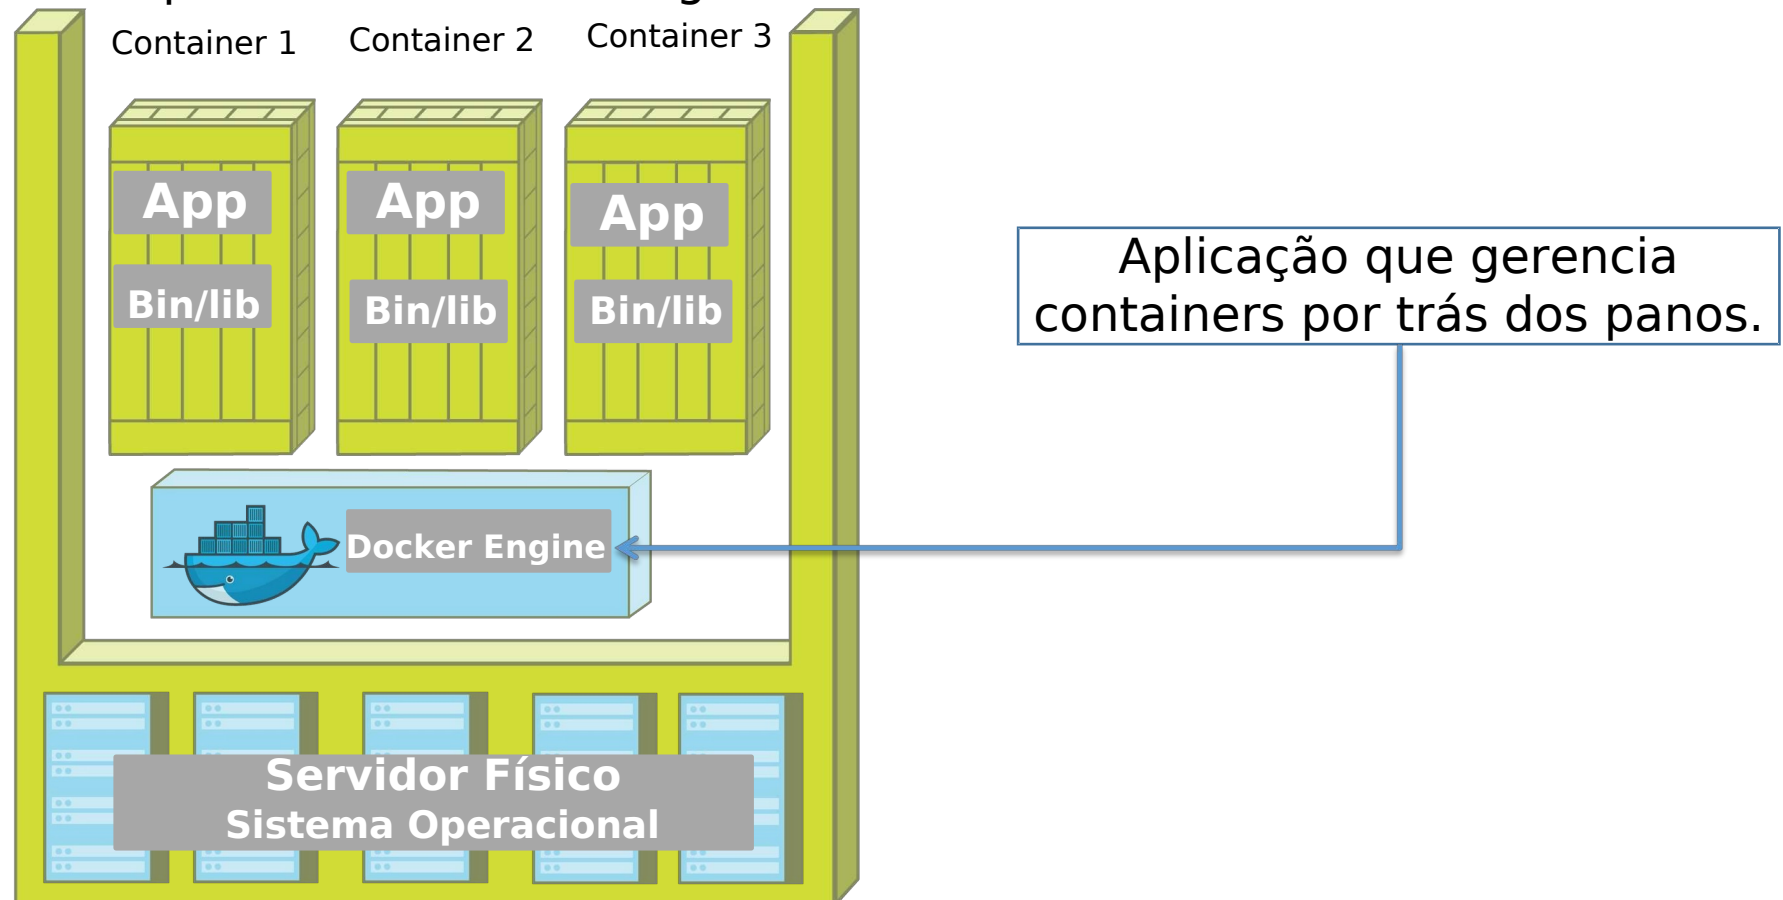 Container 1
Container 2
Container 3
App
App
App
Bin/lib
Bin/lib
Bin/lib
Aplicação que gerencia
containers por trás dos panos.
Docker Engine
Servidor Físico
Sistema Operacional